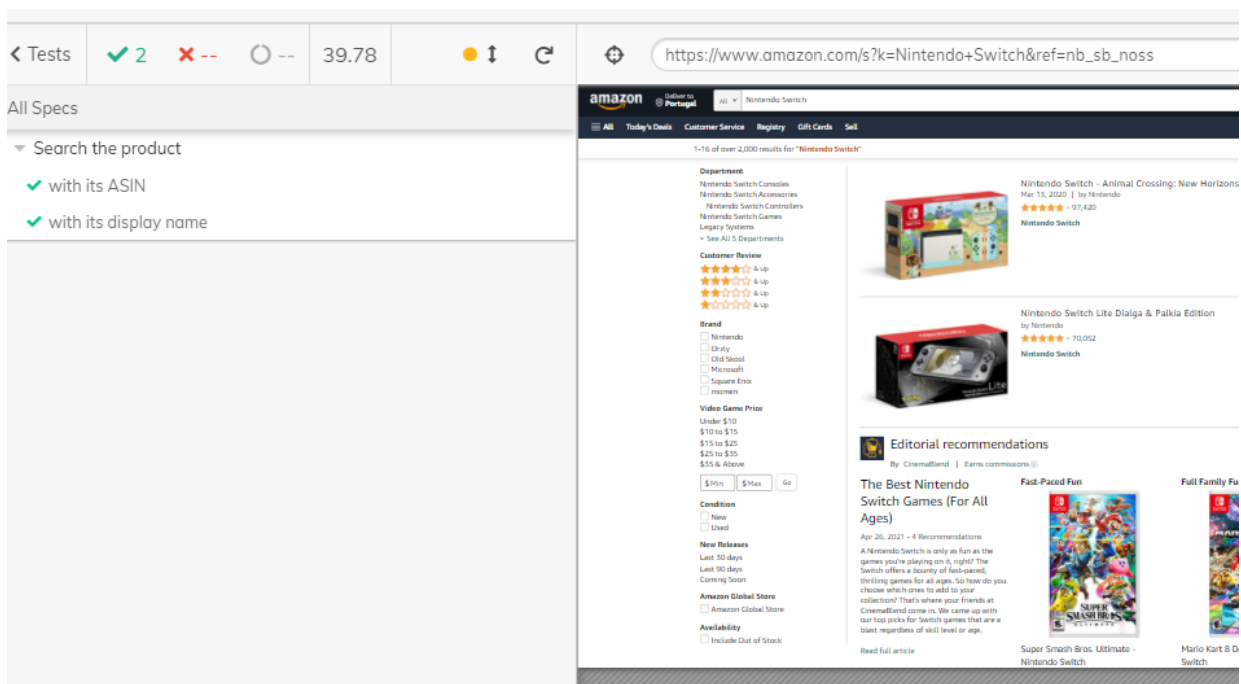 Tests
2
--
--
39.78
https://www.amazon.com/s?k=Nintendo+Switch&ref=nb_sb_noss
All Specs
Search the product
with its ASIN
with its display name
amazon
Deliver to
Portugal
All
Nintendo Switch
All Today's Deals Customer Service Registry Gift Cards Sell
1-16 of over 2,000 results for "Nintendo Switch"
Department
Nintendo Switch Consoles
Nintendo Switch Accessories
Nintendo Switch Controllers
Nintendo Switch Games
Legacy Systems
See All 5 Departments
Customer Review
& Up
& Up
& Up
& Up
Brand
Nintendo
Orzly
Old Skool
Microsoft
Square Enix
momen
Video Game Price
Under $10
$10 to $15
$15 to $25
$25 to $35
$35 & Above
$ Min $ Max Go
Condition
New
Used
New Releases
Last 30 days
Last 90 days
Coming Soon
Amazon Global Store
Amazon Global Store
Availability
Include Out of Stock
Nintendo Switch - Animal Crossing: New Horizons
Mar 13, 2020 | by Nintendo
97,420
Nintendo Switch
Nintendo Switch Lite Dialga & Palkia Edition
by Nintendo
70,052
Nintendo Switch
Lite
Editorial recommendations
By CinemaBlend | Earns commissions
The Best Nintendo
Switch Games (For All
Ages)
Apr 26, 2021 - 4 Recommendations
A Nintendo Switch is only as fun as the
games you're playing on it, right? The
Switch offers a bounty of fast-paced,
thrilling games for all ages. So how do you
choose which ones to add to your
collection? That's where your friends at
CinemaBlend come in. We came up with
our top picks for Switch games that are a
blast regardless of skill level or age.
Read full article
Fast-Paced Fun
SUPER
SMASH BROS.
ULTIMATE
Super Smash Bros. Ultimate -
Nintendo Switch
Full Family Fu
Mario Kart 8 D
Switch